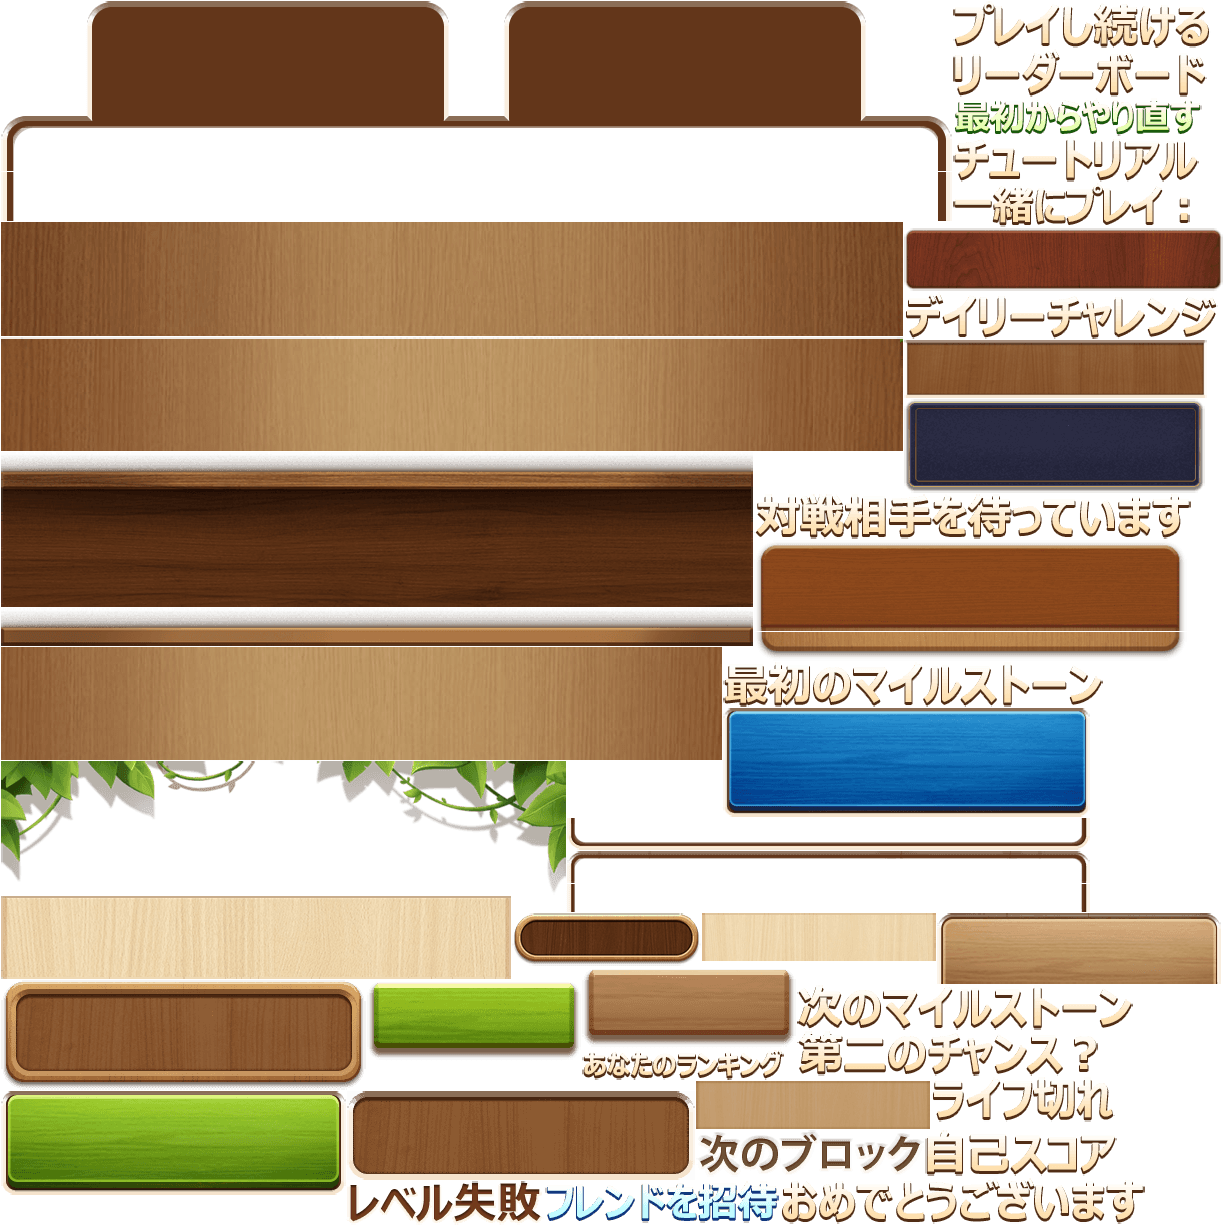 プレイし続ける
リーダーボード
最初からやり直す
チュートリアル
一緒にプレイ：
デイリーチャレンジ
対戦相手を待っています
最初のマイルストーン
次のマイルストーン
第二のチャンス？
あなたのランキング
ライフ切れ
次のブロック
自己スコア
レベル失敗
フレンドを招待
おめでとうございます